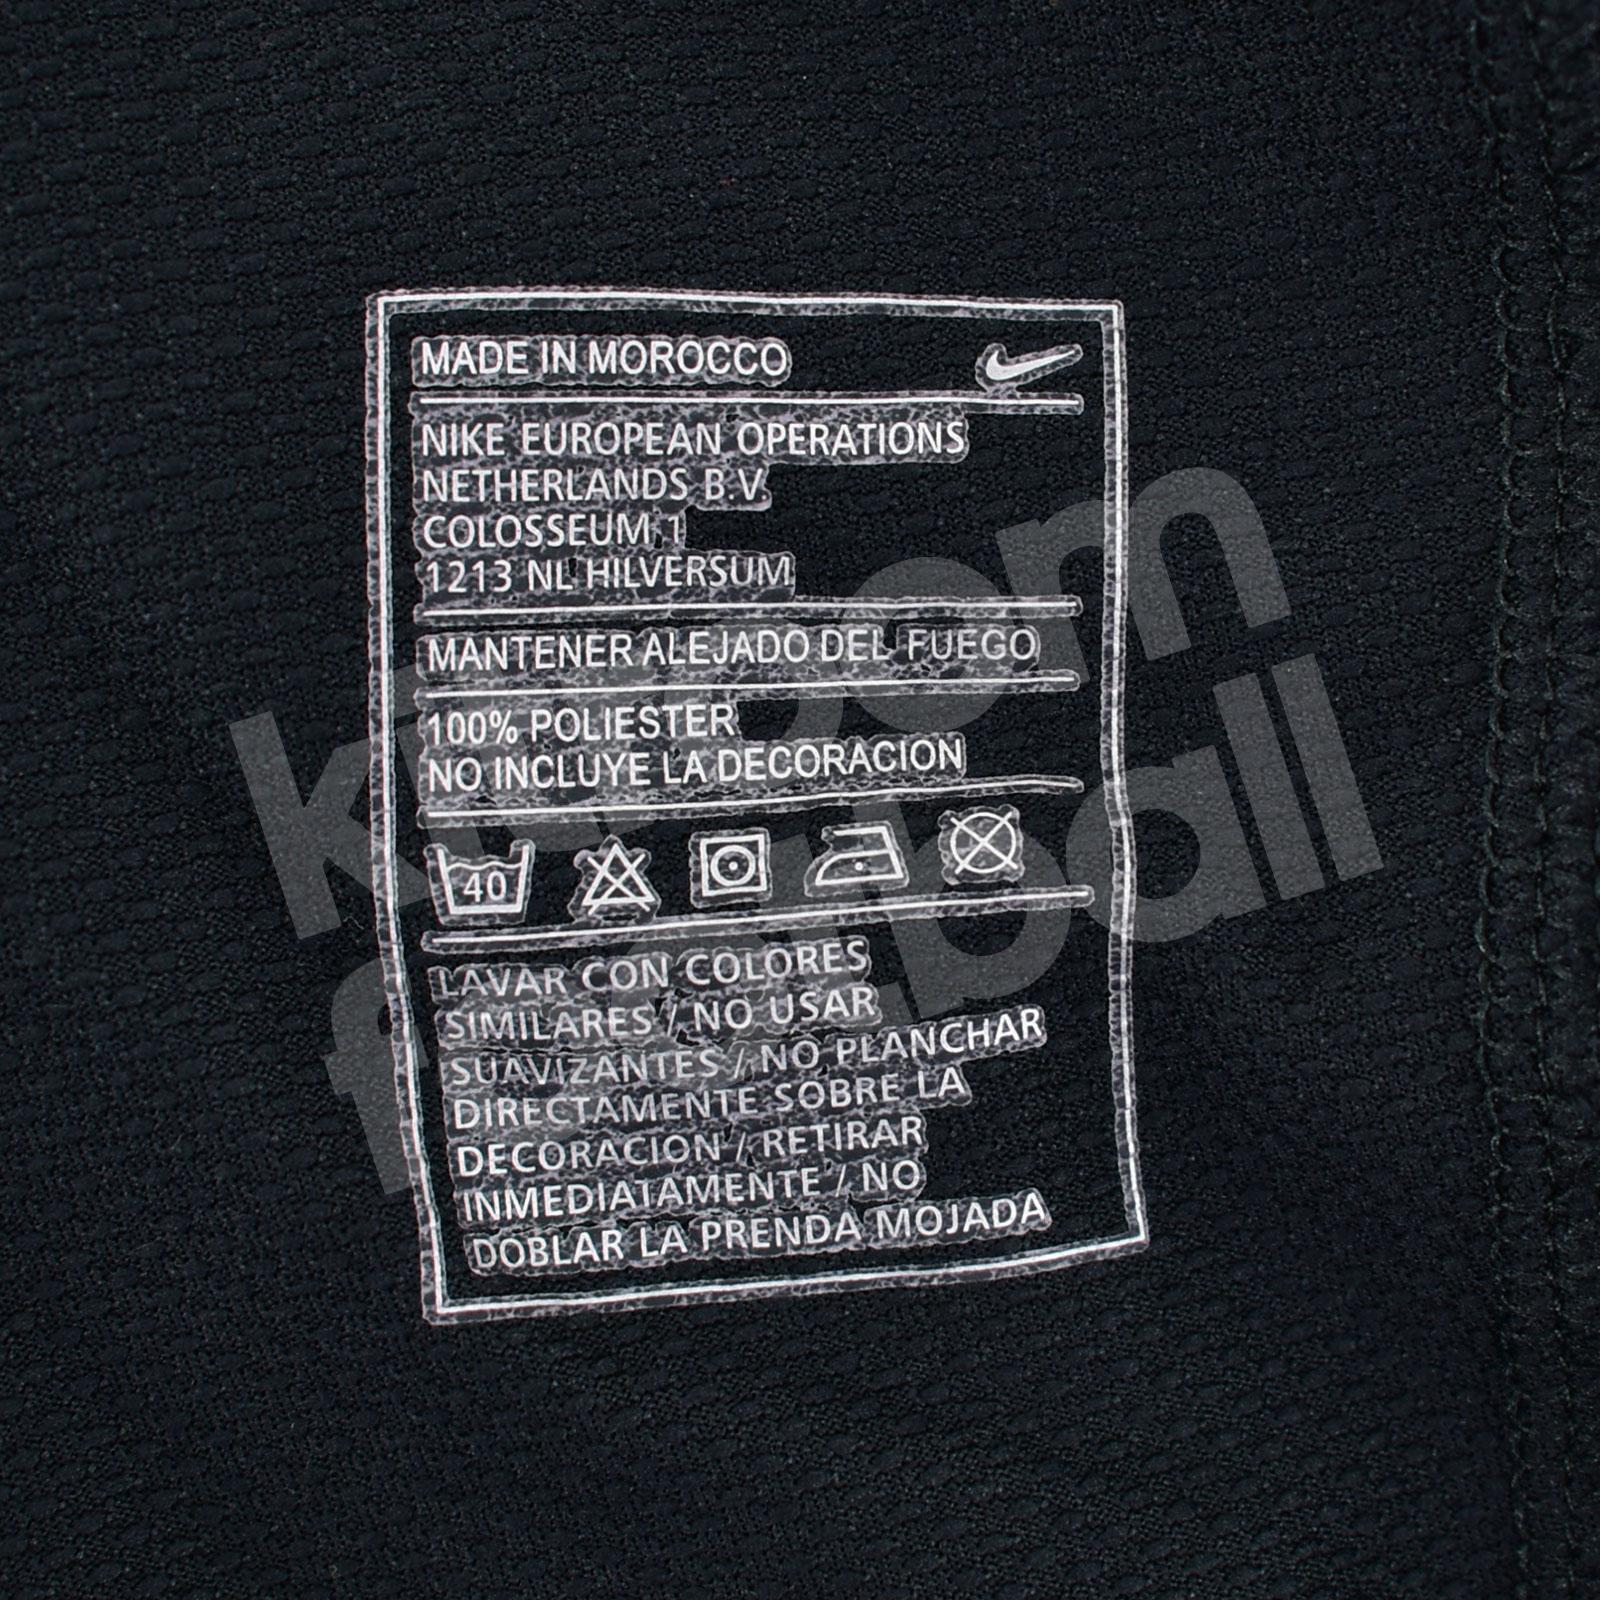 MADE IN MOROCCO
NIKE EUROPEAN OPERATIONS
NETHERLANDS B.V.
COLOSSEUM 1
1213 NL HILVERSUM
MANTENER ALEJADO DEL FUEGO
100% POLIESTER
NO INCLUYE LA DECORACION
40
LAVAR CON COLORES
SIMILARES / NO USAR
SUAVIZANTES / NO PLANCHAR
DIRECTAMENTE SOBRE LA
DECORACION / RETIRAR
INMEDIATAMENTE / NO
DOBLAR LA PRENDA MOJADA